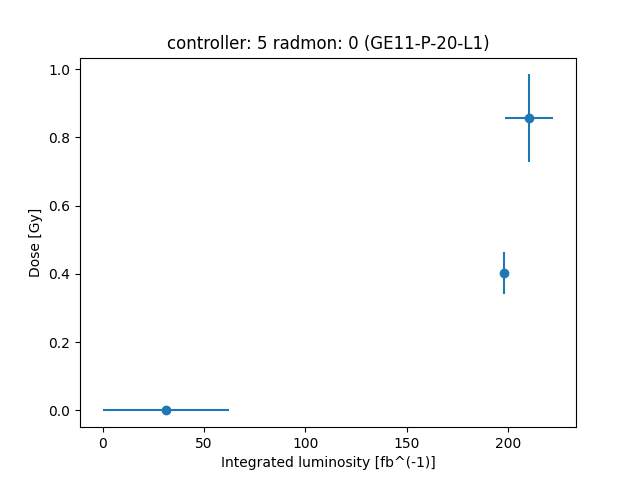 controller: 5 radmon: 0 (GE11-P-20-L1)
1.0
0.8
0.6
0.4
0.2
0.0
Dose [Gy]
0 50 100 150 200
Integrated luminosity [fb^(-1)]